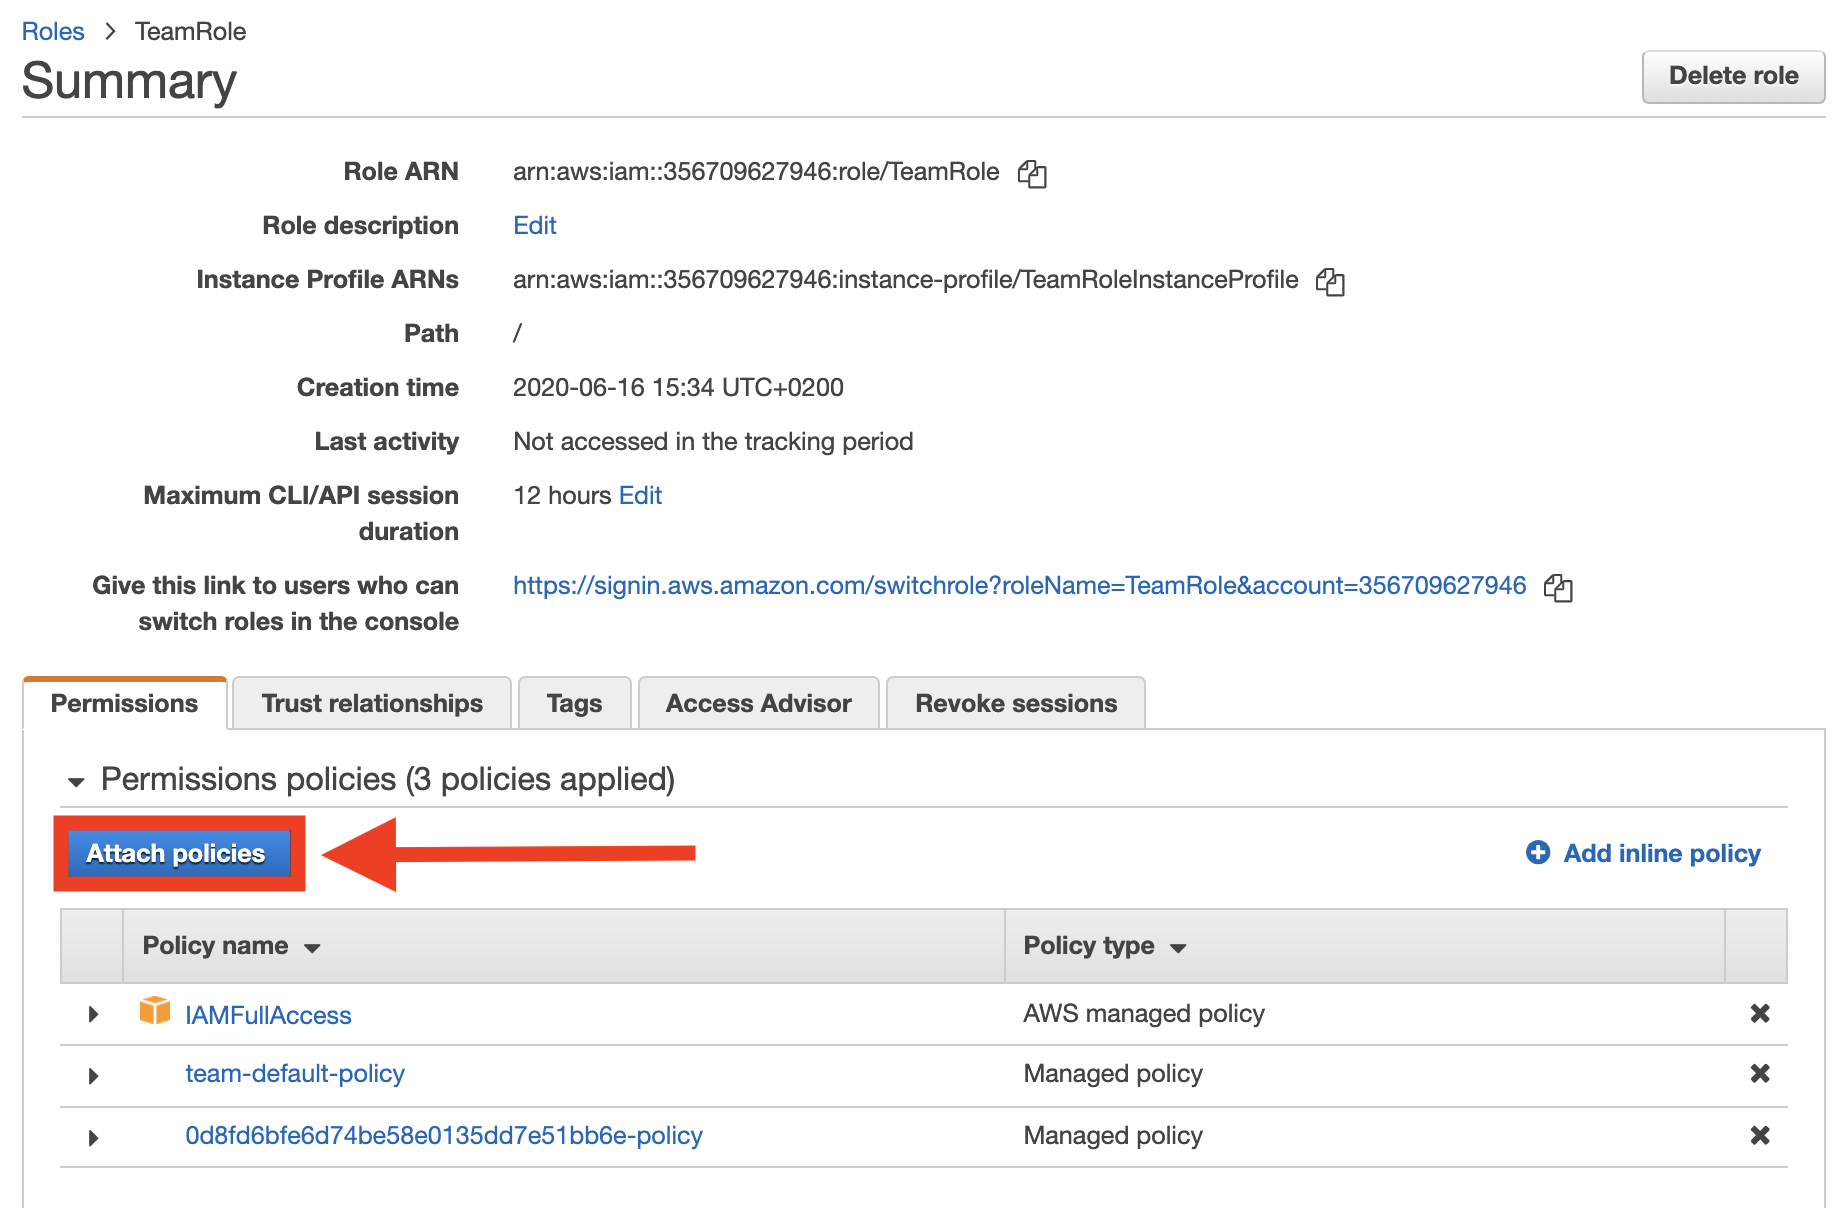 Roles > TeamRole
Summary
Delete role
Role ARN arn:aws:iam::356709627946:role/TeamRole
Role description Edit
Instance Profile ARNs arn:aws:iam::356709627946:instance-profile/TeamRoleInstanceProfile
Path /
Creation time 2020-06-16 15:34 UTC+0200
Last activity Not accessed in the tracking period
Maximum CLI/API session 12 hours Edit
duration
Give this link to users who can https://signin.aws.amazon.com/switchrole?roleName=TeamRole&account=356709627946
switch roles in the console
Permissions Trust relationships Tags Access Advisor Revoke sessions
Permissions policies (3 policies applied)
Attach policies Add inline policy
Policy name Policy type
IAMFullAccess AWS managed policy
team-default-policy Managed policy
0d8fd6bfe6d74be58e0135dd7e51bb6e-policy Managed policy